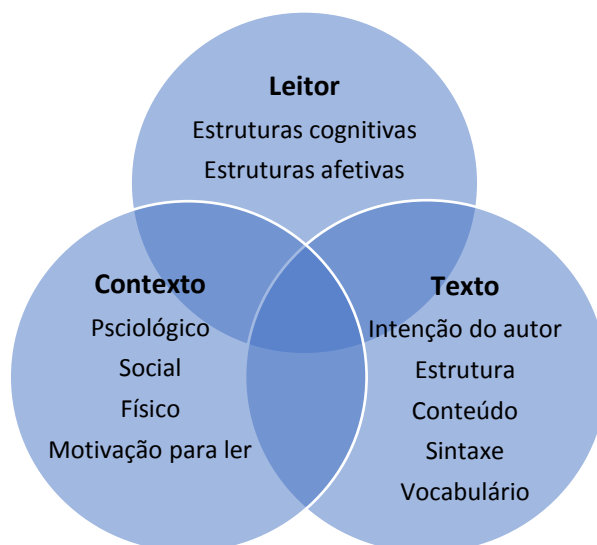 Leitor
Estruturas cognitivas
Estruturas afetivas
Contexto
Psciológico
Social
Físico
Motivação para ler
Texto
Intenção do autor
Estrutura
Conteúdo
Sintaxe
Vocabulário